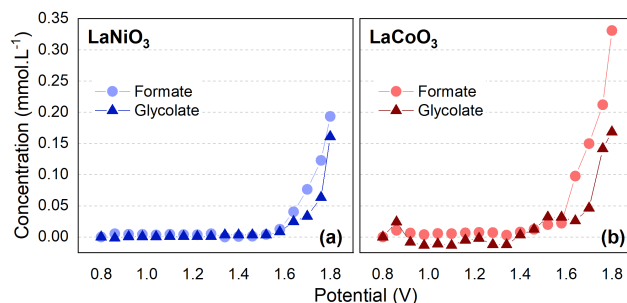 LaNiO3
Formate
Glycolate
(a)
LaCoO3
Formate
Glycolate
(b)
Concentration (mmol.L-1)
0.35
0.30
0.25
0.20
0.15
0.10
0.05
0.00
0.8 1.0 1.2 1.4 1.6 1.8
0.8 1.0 1.2 1.4 1.6 1.8
Potential (V)